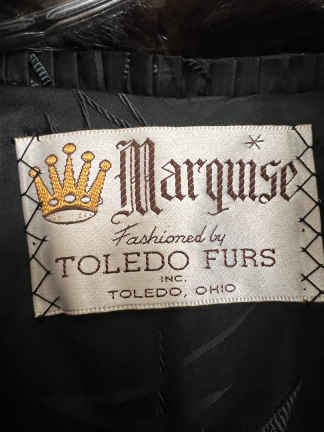 Marquise*
Fashioned by
TOLEDO FURS
INC.
TOLEDO, OHIO